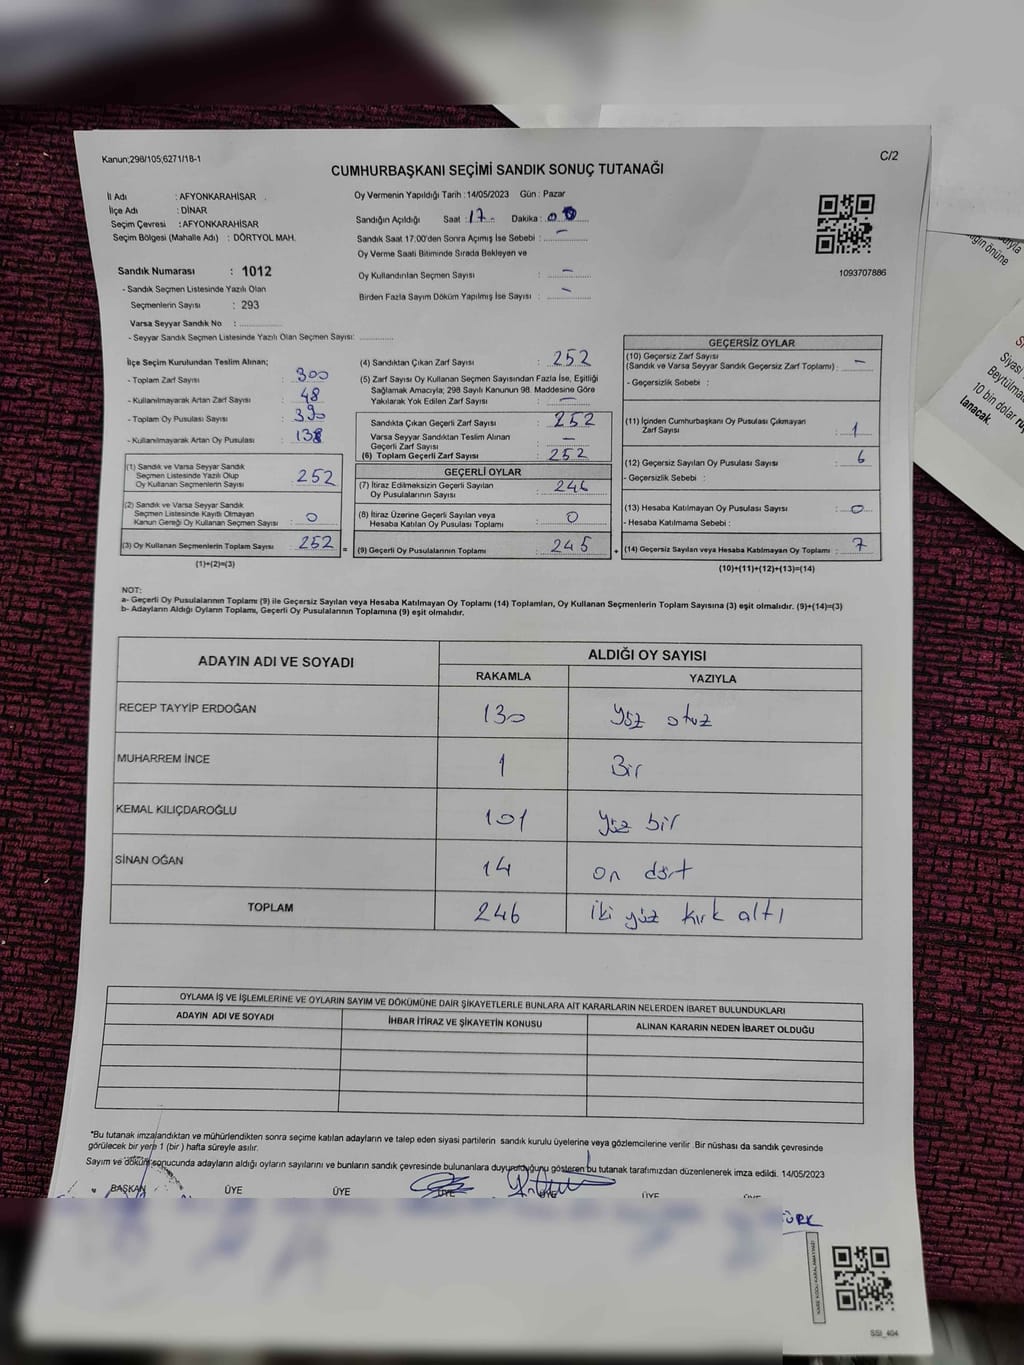 Kanun;298/105;6271/18-1
C/2
CUMHURBAŞKANI SEÇİMİ SANDIK SONUÇ TUTANAĞI
İl Adı : AFYONKARAHİSAR
İlçe Adı : DİNAR
Seçim Çevresi : AFYONKARAHİSAR
Seçim Bölgesi (Mahalle Adı) : DÖRTYOL MAH.
Sandık Numarası : 1012
- Sandık Seçmen Listesinde Yazılı Olan
Seçmenlerin Sayısı : 293
Varsa Seyyar Sandık No :
- Seyyar Sandık Seçmen Listesinde Yazılı Olan Seçmen Sayısı:
Oy Vermenin Yapıldığı Tarih : 14/05/2023 Gün : Pazar
Sandığın Açıldığı Saat : 17 Dakika : 00
Sandık Saat 17:00'den Sonra Açımış İse Sebebi : -
Oy Verme Saati Bitiminde Sırada Bekleyen ve
Oy Kullandırılan Seçmen Sayısı : -
Birden Fazla Sayım Döküm Yapılmış İse Sayısı : -
1093707886
İlçe Seçim Kurulundan Teslim Alınan;
- Toplam Zarf Sayısı : 300
- Kullanılmayarak Artan Zarf Sayısı : 48
- Toplam Oy Pusulası Sayısı : 390
- Kullanılmayarak Artan Oy Pusulası : 138
(1) Sandık ve Varsa Seyyar Sandık
Seçmen Listesinde Yazılı Olup
Oy Kullanan Seçmenlerin Sayısı : 252
(2) Sandık ve Varsa Seyyar Sandık
Seçmen Listesinde Kayıtlı Olmayan
Kanun Gereği Oy Kullanan Seçmen Sayısı : 0
(3) Oy Kullanan Seçmenlerin Toplam Sayısı : 252 =
(1)+(2)=(3)
(4) Sandıktan Çıkan Zarf Sayısı : 252
(5) Zarf Sayısı Oy Kullanan Seçmen Sayısından Fazla İse, Eşitliği
Sağlamak Amacıyla; 298 Sayılı Kanunun 98. Maddesine Göre
Yakılarak Yok Edilen Zarf Sayısı : -
Sandıkta Çıkan Geçerli Zarf Sayısı : 252
Varsa Seyyar Sandıktan Teslim Alınan
Geçerli Zarf Sayısı : -
(6) Toplam Geçerli Zarf Sayısı : 252
GEÇERLİ OYLAR
(7) İtiraz Edilmeksizin Geçerli Sayılan
Oy Pusulalarının Sayısı : 246
(8) İtiraz Üzerine Geçerli Sayılan veya
Hesaba Katılan Oy Pusulası Toplamı : 0
(9) Geçerli Oy Pusulalarının Toplamı : 245 +
GEÇERSİZ OYLAR
(10) Geçersiz Zarf Sayısı
(Sandık ve Varsa Seyyar Sandık Geçersiz Zarf Toplamı) : -
- Geçersizlik Sebebi :
(11) İçinden Cumhurbaşkanı Oy Pusulası Çıkmayan
Zarf Sayısı : 1
(12) Geçersiz Sayılan Oy Pusulası Sayısı : 6
- Geçersizlik Sebebi :
(13) Hesaba Katılmayan Oy Pusulası Sayısı : 0
- Hesaba Katılmama Sebebi :
(14) Geçersiz Sayılan veya Hesaba Katılmayan Oy Toplamı : 7
(10)+(11)+(12)+(13)=(14)
NOT:
a- Geçerli Oy Pusulalarının Toplamı (9) ile Geçersiz Sayılan veya Hesaba Katılmayan Oy Toplamı (14) Toplamları, Oy Kullanan Seçmenlerin Toplam Sayısına (3) eşit olmalıdır. (9)+(14)=(3)
b- Adayların Aldığı Oyların Toplamı, Geçerli Oy Pusulalarının Toplamına (9) eşit olmalıdır.
ADAYIN ADI VE SOYADI ALDIĞI OY SAYISI
RAKAMLA YAZIYLA
RECEP TAYYİP ERDOĞAN 130 Yüz otuz
MUHARREM İNCE 1 Bir
KEMAL KILIÇDAROĞLU 101 Yüz bir
SİNAN OĞAN 14 on dört
TOPLAM 246 iki yüz kırk altı
OYLAMA İŞ VE İŞLEMLERİNE VE OYLARIN SAYIM VE DÖKÜMÜNE DAİR ŞİKAYETLERLE BUNLARA AİT KARARLARIN NELERDEN İBARET BULUNDUKLARI
ADAYIN ADI VE SOYADI İHBAR İTİRAZ VE ŞİKAYETİN KONUSU ALINAN KARARIN NEDEN İBARET OLDUĞU
*Bu tutanak imzalandıktan ve mühürlendikten sonra seçime katılan adayların ve talep eden siyasi partilerin sandık kurulu üyelerine veya gözlemcilerine verilir. Bir nüshası da sandık çevresinde
görülecek bir yere 1 (bir) hafta süreyle asılır.
Sayım ve döküm sonucunda adayların aldığı oyların sayılarını ve bunların sandık çevresinde bulunanlara duyurulduğunu gösteren bu tutanak tarafımızdan düzenlenerek imza edildi. 14/05/2023
BAŞKAN ÜYE ÜYE ÜYE ÜYE ÜYE
SSI_404
ğın önüne
Siyasi
10 bin dolar
lanacak.